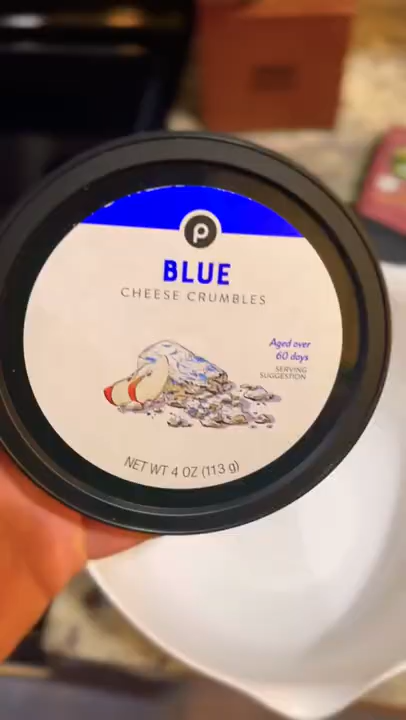 p
BLUE
CHEESE CRUMBLES
Aged over
60 days
SERVING
SUGGESTION
NET WT 4 OZ (113 g)